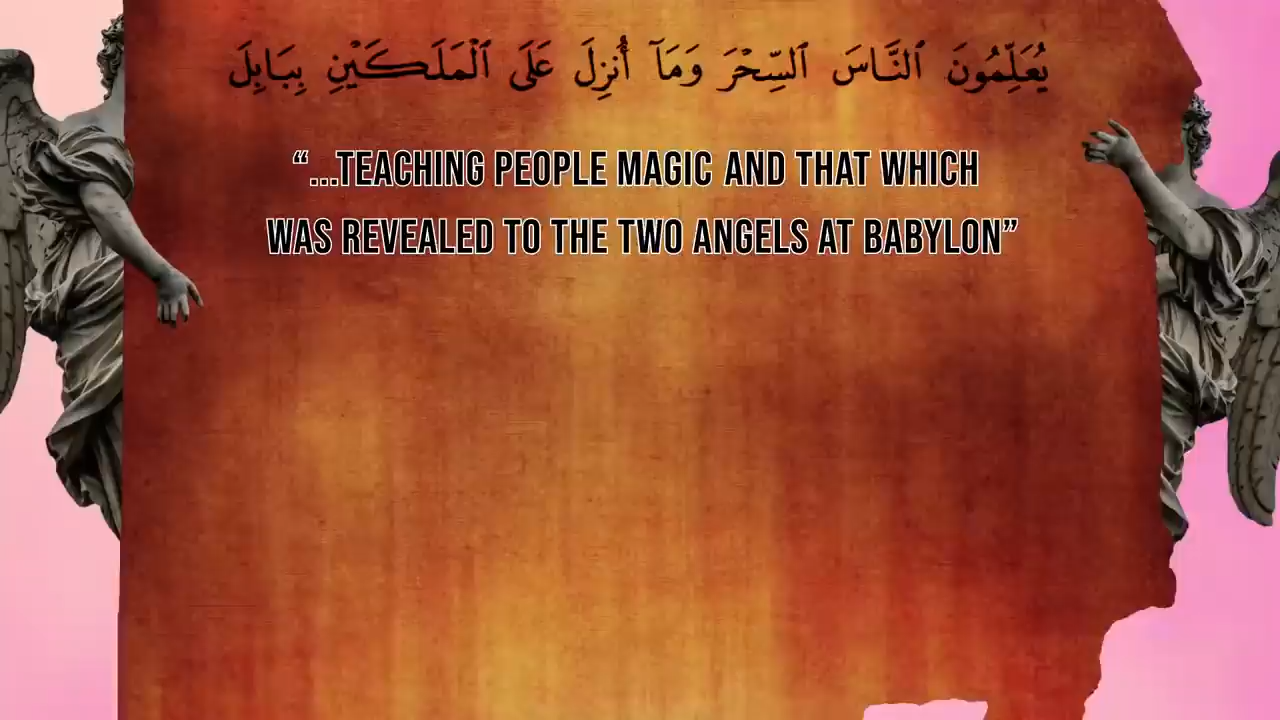 يُعَلِّمُونَ ٱلنَّاسَ ٱلسِّحْرَ وَمَآ أُنزِلَ عَلَى ٱلْمَلَكَيْنِ بِبَابِلَ
“...TEACHING PEOPLE MAGIC AND THAT WHICH
WAS REVEALED TO THE TWO ANGELS AT BABYLON”